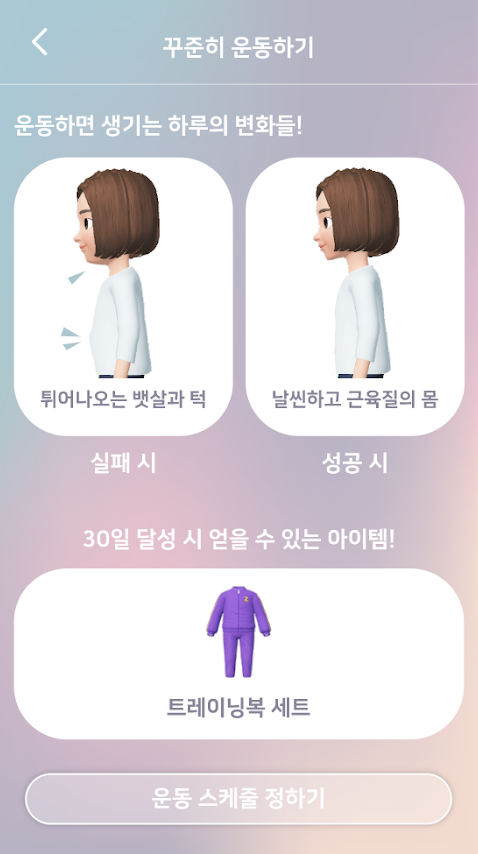 꾸준히 운동하기
운동하면 생기는 하루의 변화들!
튀어나오는 뱃살과 턱
날씬하고 근육질의 몸
실패 시
성공 시
30일 달성 시 얻을 수 있는 아이템!
트레이닝복 세트
운동 스케줄 정하기